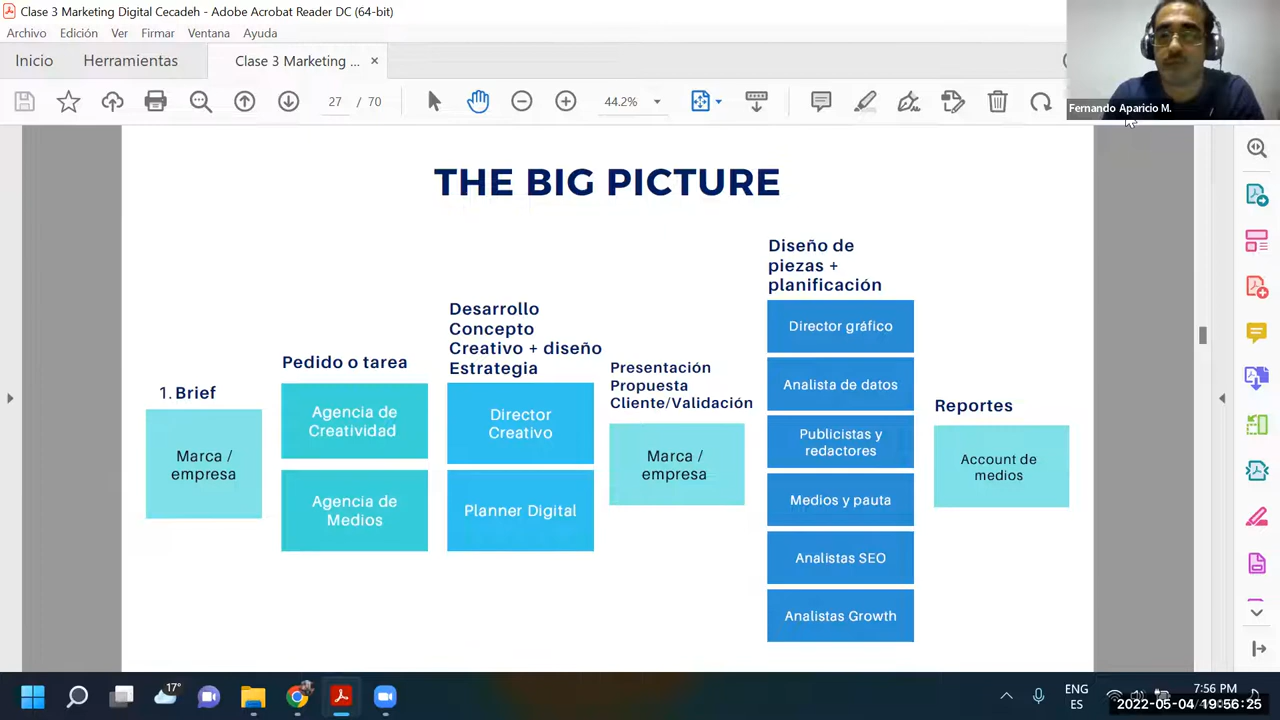 Clase 3 Marketing Digital Cecadeh - Adobe Acrobat Reader DC (64-bit)
Archivo Edición Ver Firmar Ventana Ayuda
Inicio Herramientas Clase 3 Marketing ... ×
27 / 70 44.2%
Fernando Aparicio M.
THE BIG PICTURE
1. Brief
Marca /
empresa
Pedido o tarea
Agencia de
Creatividad
Agencia de
Medios
Desarrollo
Concepto
Creativo + diseño
Estrategia
Director
Creativo
Planner Digital
Presentación
Propuesta
Cliente/Validación
Marca /
empresa
Diseño de
piezas +
planificación
Director gráfico
Analista de datos
Publicistas y
redactores
Medios y pauta
Analistas SEO
Analistas Growth
Reportes
Account de
medios
17°
ENG
ES
7:56 PM
2022-05-04 19:56:25